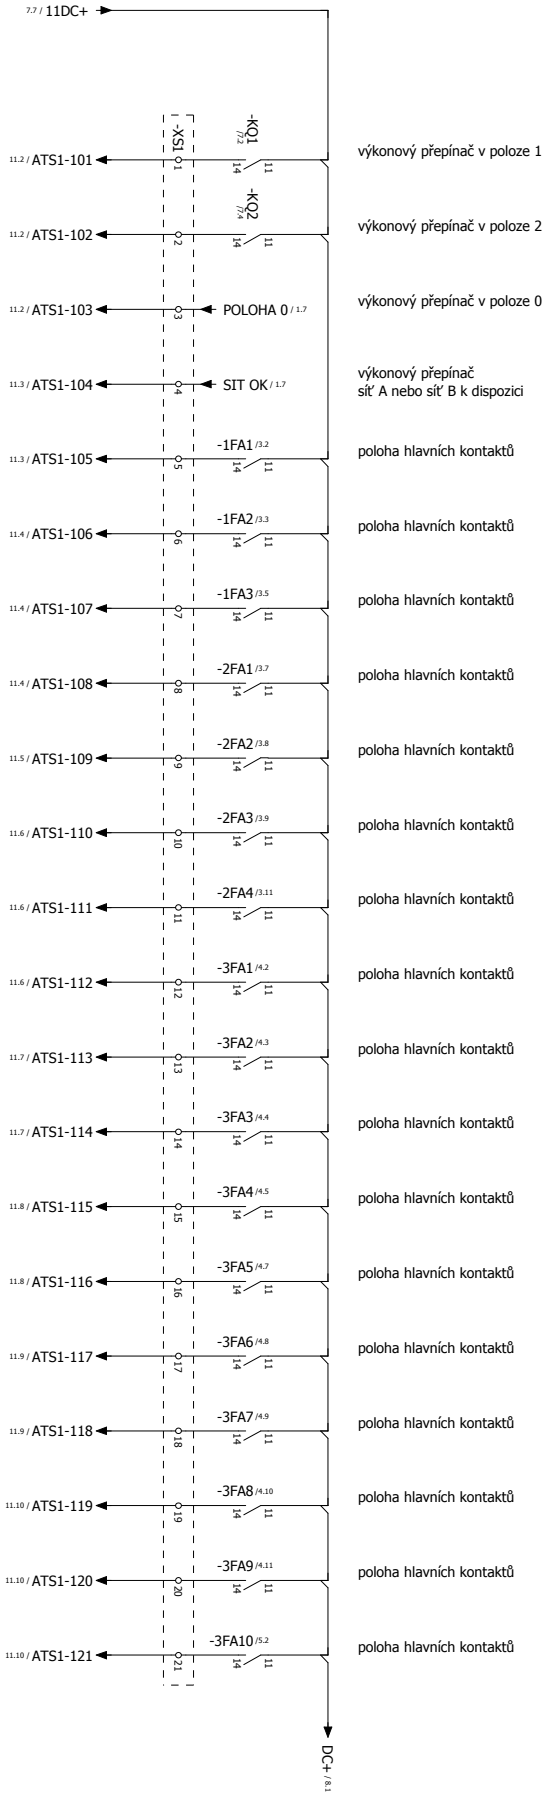 7.7 / 11DC+
-XS1
-KQ1
/7.2
11.2 / ATS1-101
1
14
11
výkonový přepínač v poloze 1
-KQ2
/7.4
11.2 / ATS1-102
2
14
11
výkonový přepínač v poloze 2
11.2 / ATS1-103
3
POLOHA 0 / 1.7
výkonový přepínač v poloze 0
11.3 / ATS1-104
4
SIT OK / 1.7
výkonový přepínač
síť A nebo síť B k dispozici
11.3 / ATS1-105
5
-1FA1 /3.2
14
11
poloha hlavních kontaktů
11.4 / ATS1-106
6
-1FA2 /3.3
14
11
poloha hlavních kontaktů
11.4 / ATS1-107
7
-1FA3 /3.5
14
11
poloha hlavních kontaktů
11.4 / ATS1-108
8
-2FA1 /3.7
14
11
poloha hlavních kontaktů
11.5 / ATS1-109
9
-2FA2 /3.8
14
11
poloha hlavních kontaktů
11.6 / ATS1-110
10
-2FA3 /3.9
14
11
poloha hlavních kontaktů
11.6 / ATS1-111
11
-2FA4 /3.11
14
11
poloha hlavních kontaktů
11.6 / ATS1-112
12
-3FA1 /4.2
14
11
poloha hlavních kontaktů
11.7 / ATS1-113
13
-3FA2 /4.3
14
11
poloha hlavních kontaktů
11.7 / ATS1-114
14
-3FA3 /4.4
14
11
poloha hlavních kontaktů
11.8 / ATS1-115
15
-3FA4 /4.5
14
11
poloha hlavních kontaktů
11.8 / ATS1-116
16
-3FA5 /4.7
14
11
poloha hlavních kontaktů
11.9 / ATS1-117
17
-3FA6 /4.8
14
11
poloha hlavních kontaktů
11.9 / ATS1-118
18
-3FA7 /4.9
14
11
poloha hlavních kontaktů
11.10 / ATS1-119
19
-3FA8 /4.10
14
11
poloha hlavních kontaktů
11.10 / ATS1-120
20
-3FA9 /4.11
14
11
poloha hlavních kontaktů
11.10 / ATS1-121
21
-3FA10 /5.2
14
11
poloha hlavních kontaktů
DC+ / 8.1